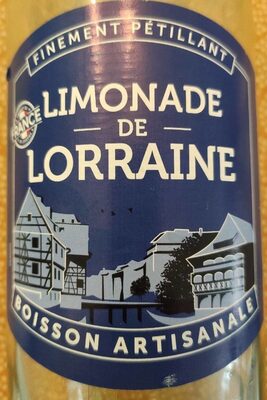 FINEMENT PÉTILLANT
FRANCE
LIMONADE
DE
LORRAINE
BOISSON ARTISANALE